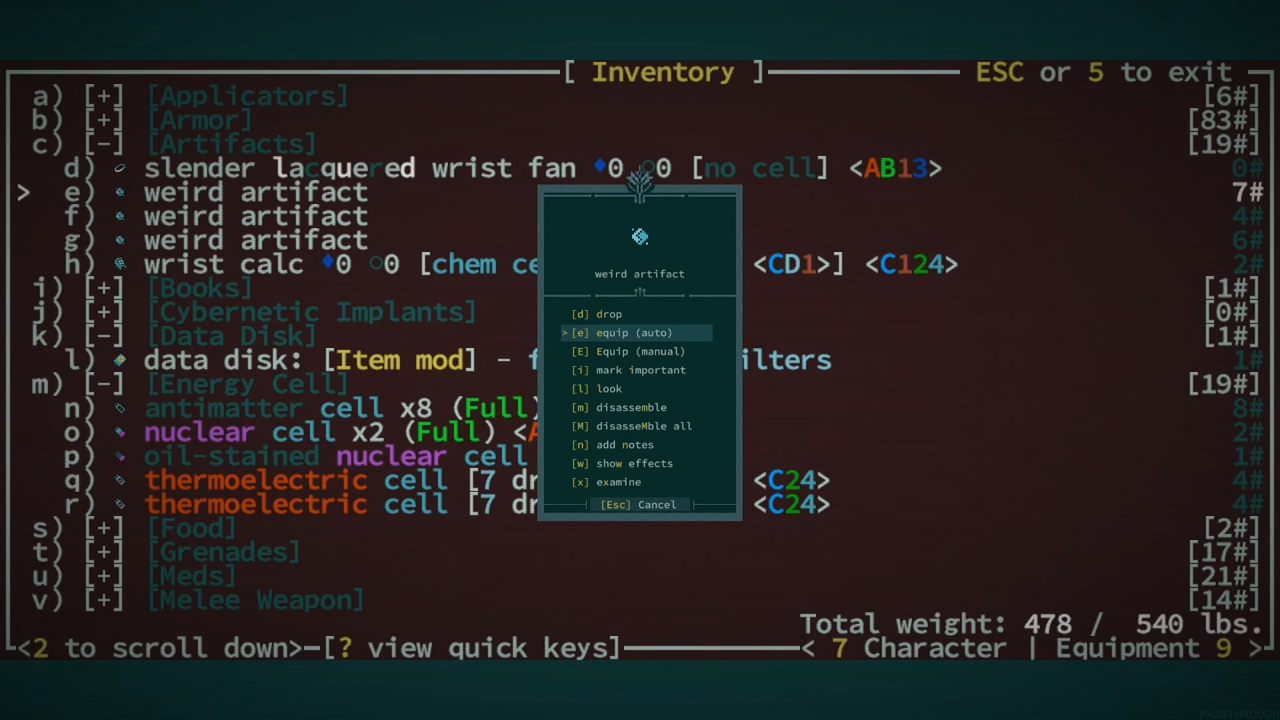 [ Inventory ] ESC or 5 to exit
a) [+] [Applicators] [6#]
b) [+] [Armor] [83#]
c) [-] [Artifacts] [19#]
d) slender lacquered wrist fan ♦0 ○0 [no cell] <AB13> 0#
> e) weird artifact 7#
f) weird artifact 4#
g) weird artifact 6#
h) wrist calc ♦0 ○0 [chem ce <CD1>] <C124> 2#
i) [+] [Books] [1#]
j) [+] [Cybernetic Implants] [0#]
k) [-] [Data Disk] [1#]
l) data disk: [Item mod] - f ilters 1#
m) [-] [Energy Cell] [19#]
n) antimatter cell x8 (Full) 8#
o) nuclear cell x2 (Full) <A 2#
p) oil-stained nuclear cell 1#
q) thermoelectric cell [7 dr <C24> 4#
r) thermoelectric cell [7 dr <C24> 4#
s) [+] [Food] [2#]
t) [+] [Grenades] [17#]
u) [+] [Meds] [21#]
v) [+] [Melee Weapon] [14#]
Total weight: 478 / 540 lbs.
<2 to scroll down> [? view quick keys] < 7 Character | Equipment 9 >
weird artifact
[d] drop
> [e] equip (auto)
[E] Equip (manual)
[i] mark important
[l] look
[m] disassemble
[M] disasseMble all
[n] add notes
[w] show effects
[x] examine
[Esc] Cancel